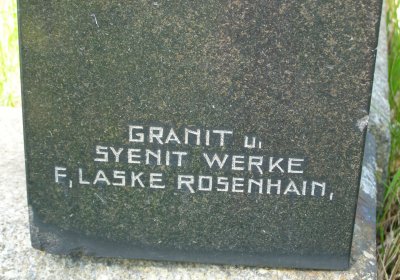 GRANIT u.
SYENIT WERKE
F. LASKE ROSENHAIN.